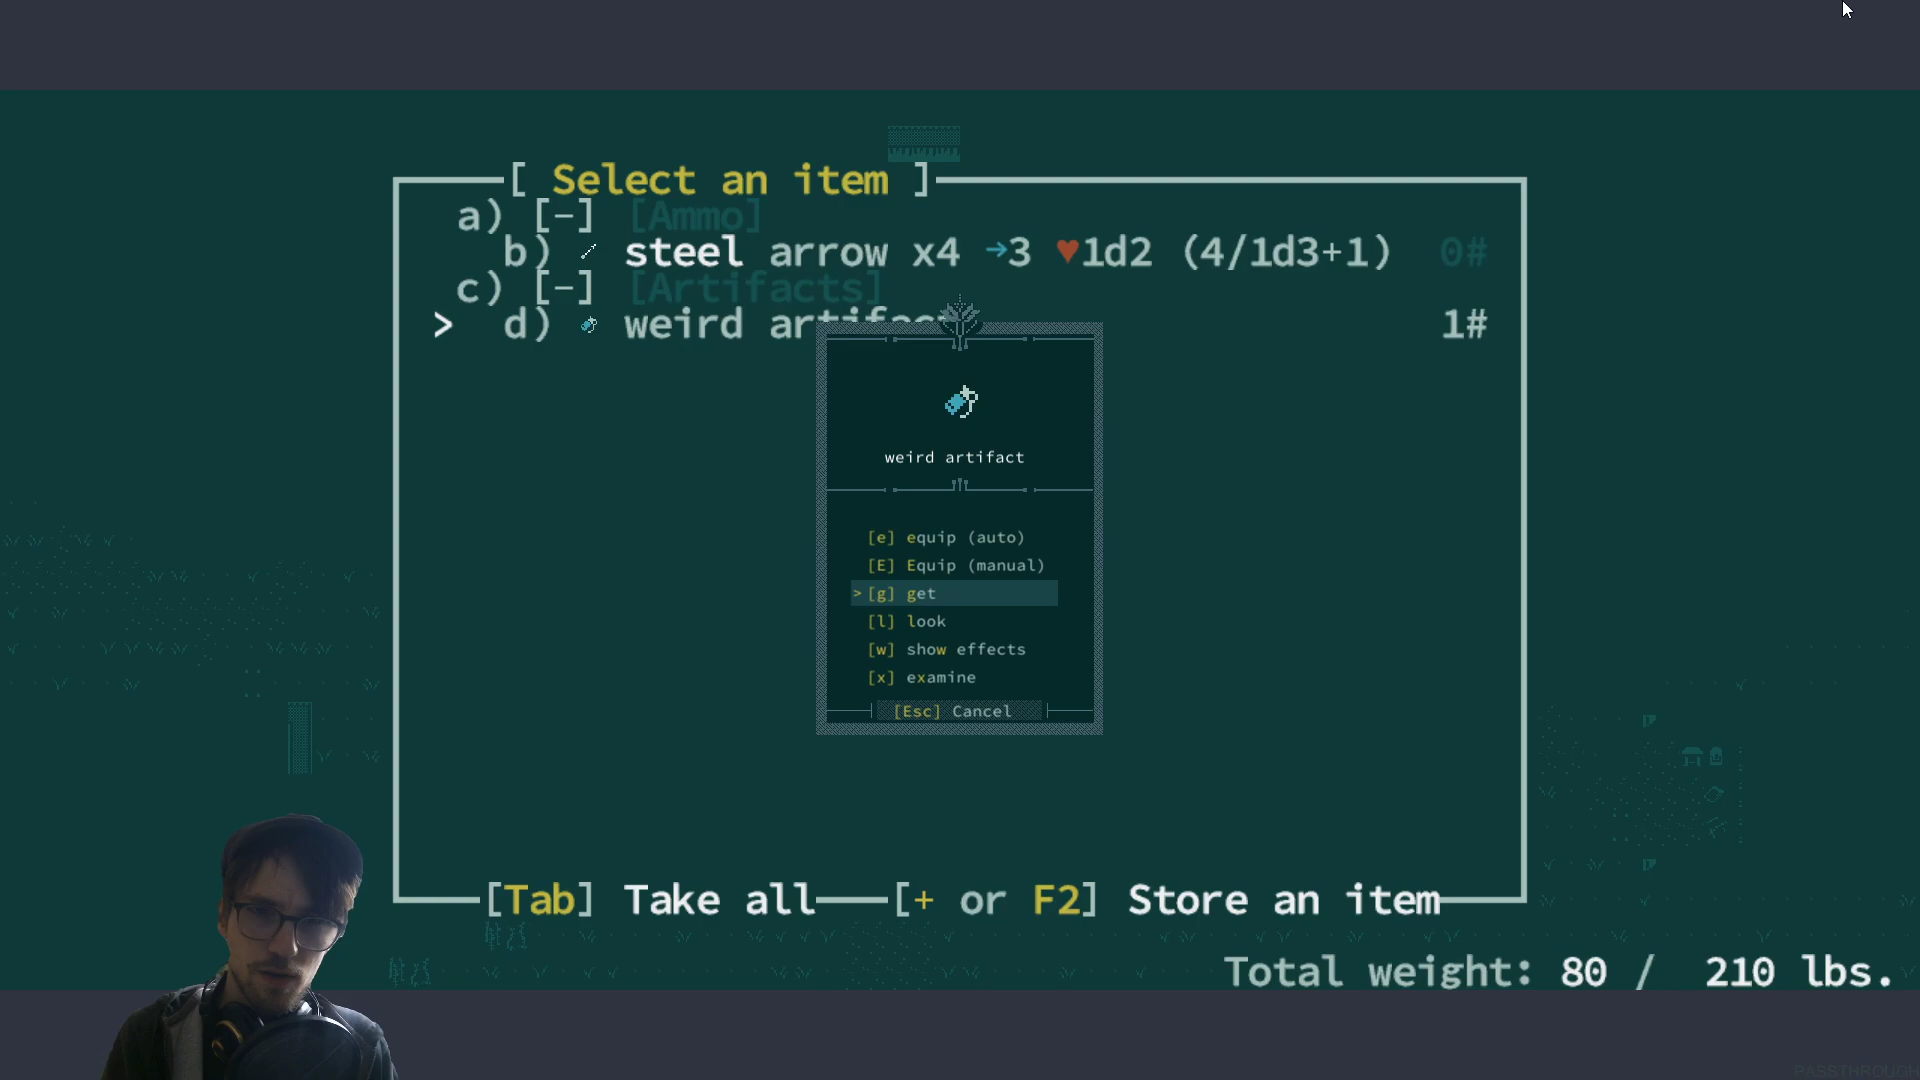 [ Select an item ]
a) [-] [Ammo]
b) steel arrow x4 →3 ♥1d2 (4/1d3+1) 0#
c) [-] [Artifacts]
> d) weird artifact 1#
weird artifact
[e] equip (auto)
[E] Equip (manual)
>[g] get
[l] look
[w] show effects
[x] examine
[Esc] Cancel
[Tab] Take all [+ or F2] Store an item
Total weight: 80 / 210 lbs.
PASSTHROUGH